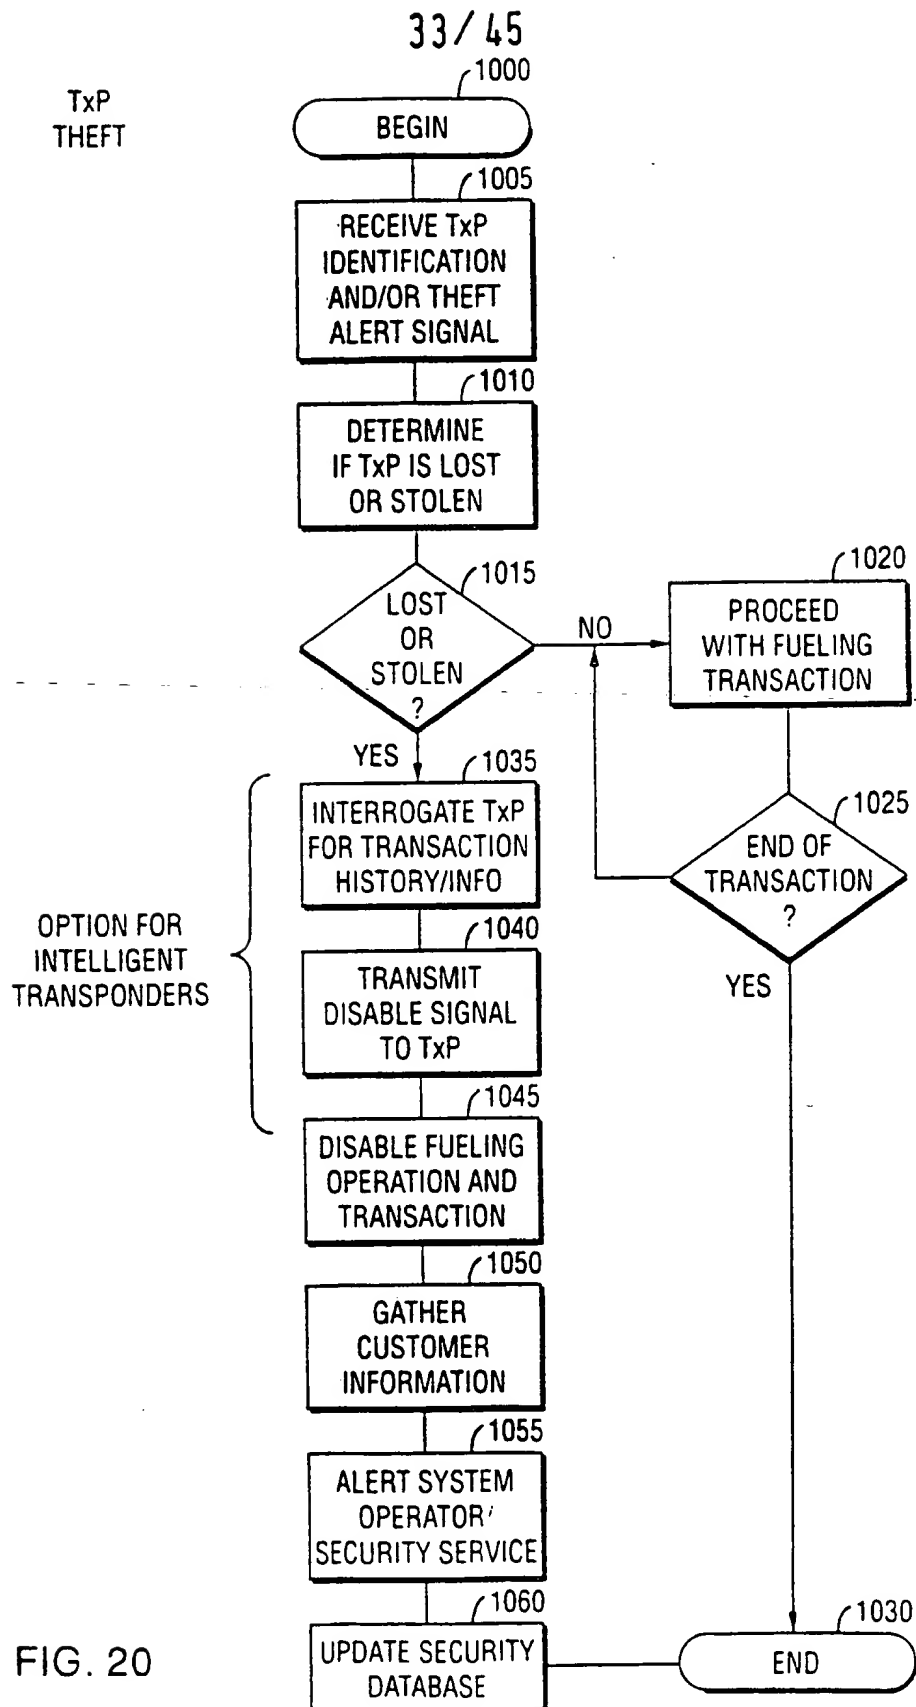 33/45
TxP
THEFT
1000
BEGIN
1005
RECEIVE TxP
IDENTIFICATION
AND/OR THEFT
ALERT SIGNAL
1010
DETERMINE
IF TxP IS LOST
OR STOLEN
1015
LOST
OR
STOLEN
?
NO
1020
PROCEED
WITH FUELING
TRANSACTION
1025
END OF
TRANSACTION
?
YES
YES
1035
INTERROGATE TxP
FOR TRANSACTION
HISTORY/INFO
OPTION FOR
INTELLIGENT
TRANSPONDERS
1040
TRANSMIT
DISABLE SIGNAL
TO TxP
1045
DISABLE FUELING
OPERATION AND
TRANSACTION
1050
GATHER
CUSTOMER
INFORMATION
1055
ALERT SYSTEM
OPERATOR/
SECURITY SERVICE
1060
UPDATE SECURITY
DATABASE
1030
END
FIG. 20